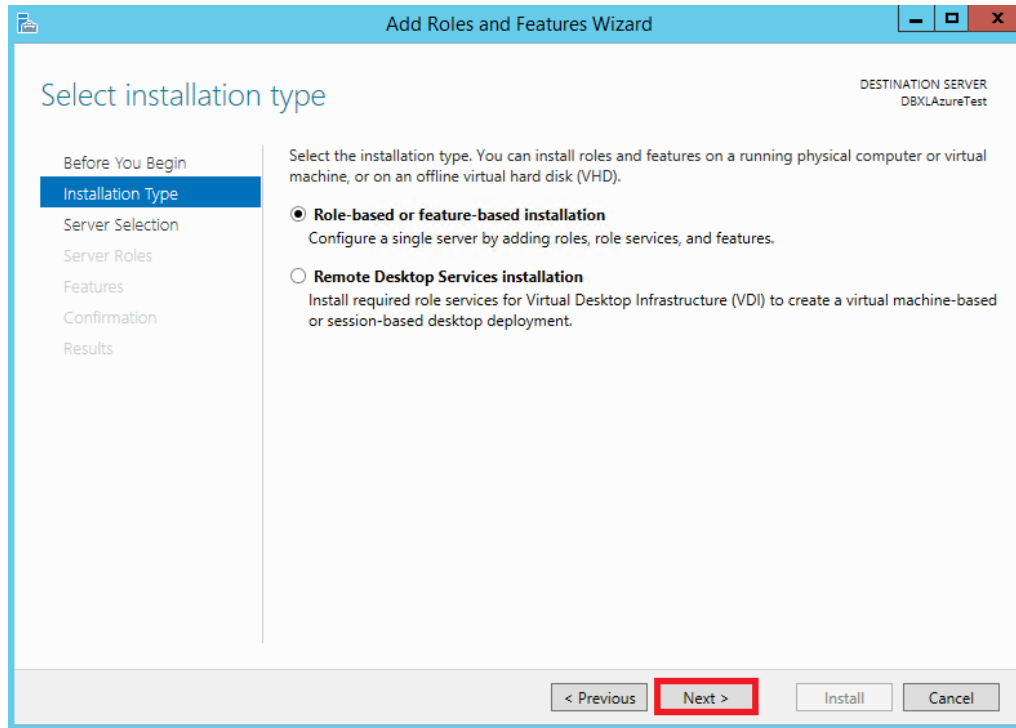 Add Roles and Features Wizard
Select installation type
DESTINATION SERVER
DBXLAzureTest
Before You Begin
Installation Type
Server Selection
Server Roles
Features
Confirmation
Results
Select the installation type. You can install roles and features on a running physical computer or virtual
machine, or on an offline virtual hard disk (VHD).
Role-based or feature-based installation
Configure a single server by adding roles, role services, and features.
Remote Desktop Services installation
Install required role services for Virtual Desktop Infrastructure (VDI) to create a virtual machine-based
or session-based desktop deployment.
< Previous
Next >
Install
Cancel